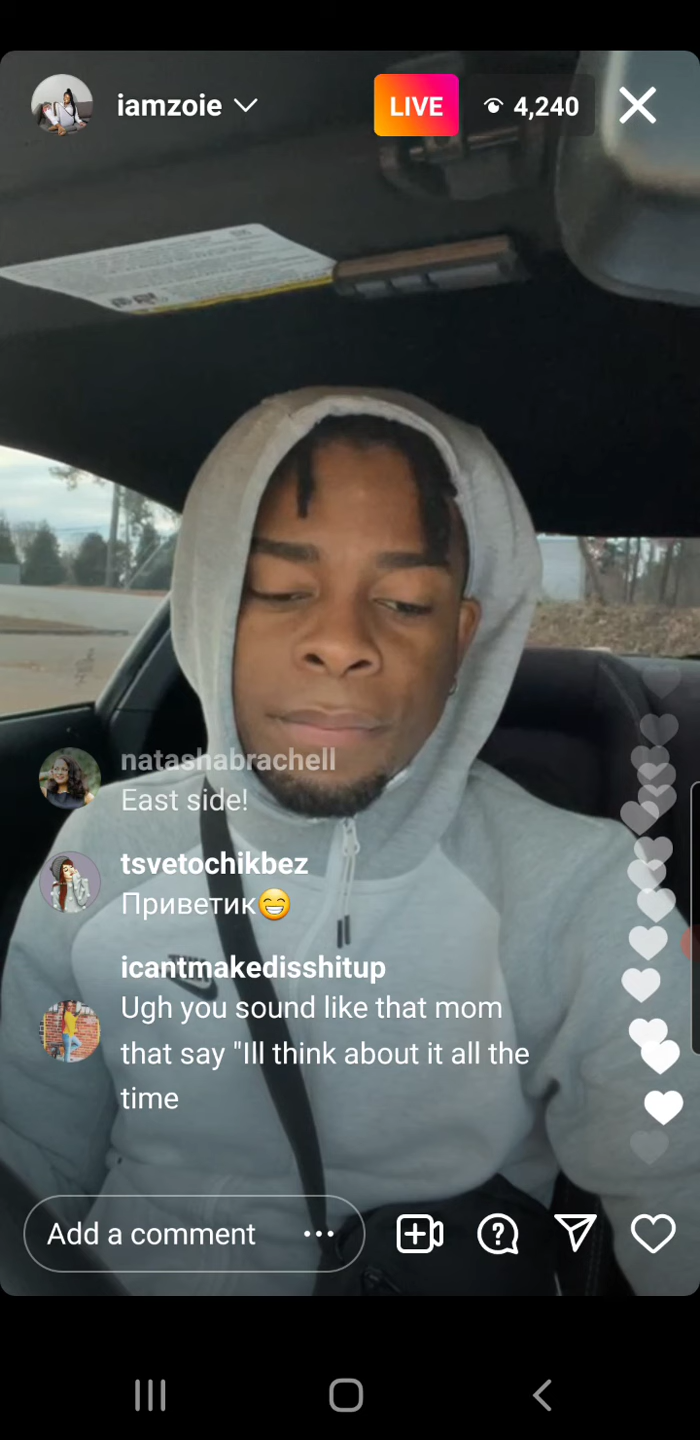 iamzoie
LIVE
4,240
natashabrachell
East side!
tsvetochikbez
Приветик😁
icantmakedisshitup
Ugh you sound like that mom
that say "Ill think about it all the
time
Add a comment